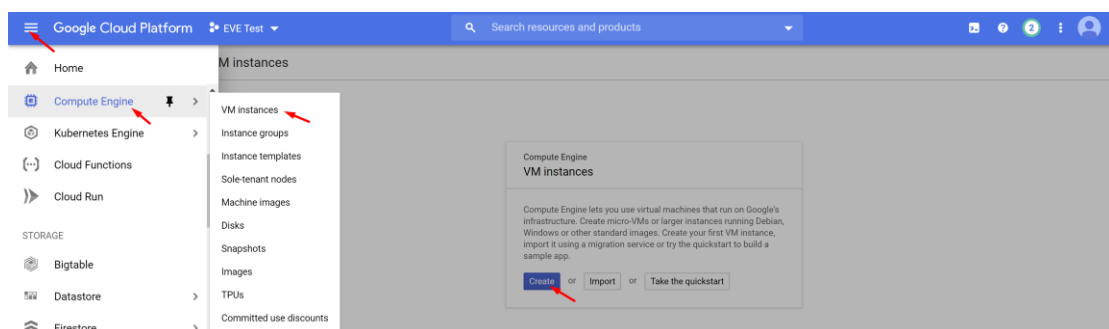 Google Cloud Platform
EVE Test
Search resources and products
2
Home
M instances
Compute Engine
Kubernetes Engine
Cloud Functions
Cloud Run
STORAGE
Bigtable
Datastore
Firestore
VM instances
Instance groups
Instance templates
Sole-tenant nodes
Machine images
Disks
Snapshots
Images
TPUs
Committed use discounts
Compute Engine
VM instances
Compute Engine lets you use virtual machines that run on Google's
infrastructure. Create micro-VMs or larger instances running Debian,
Windows or other standard images. Create your first VM instance,
import it using a migration service or try the quickstart to build a
sample app.
Create or Import or Take the quickstart